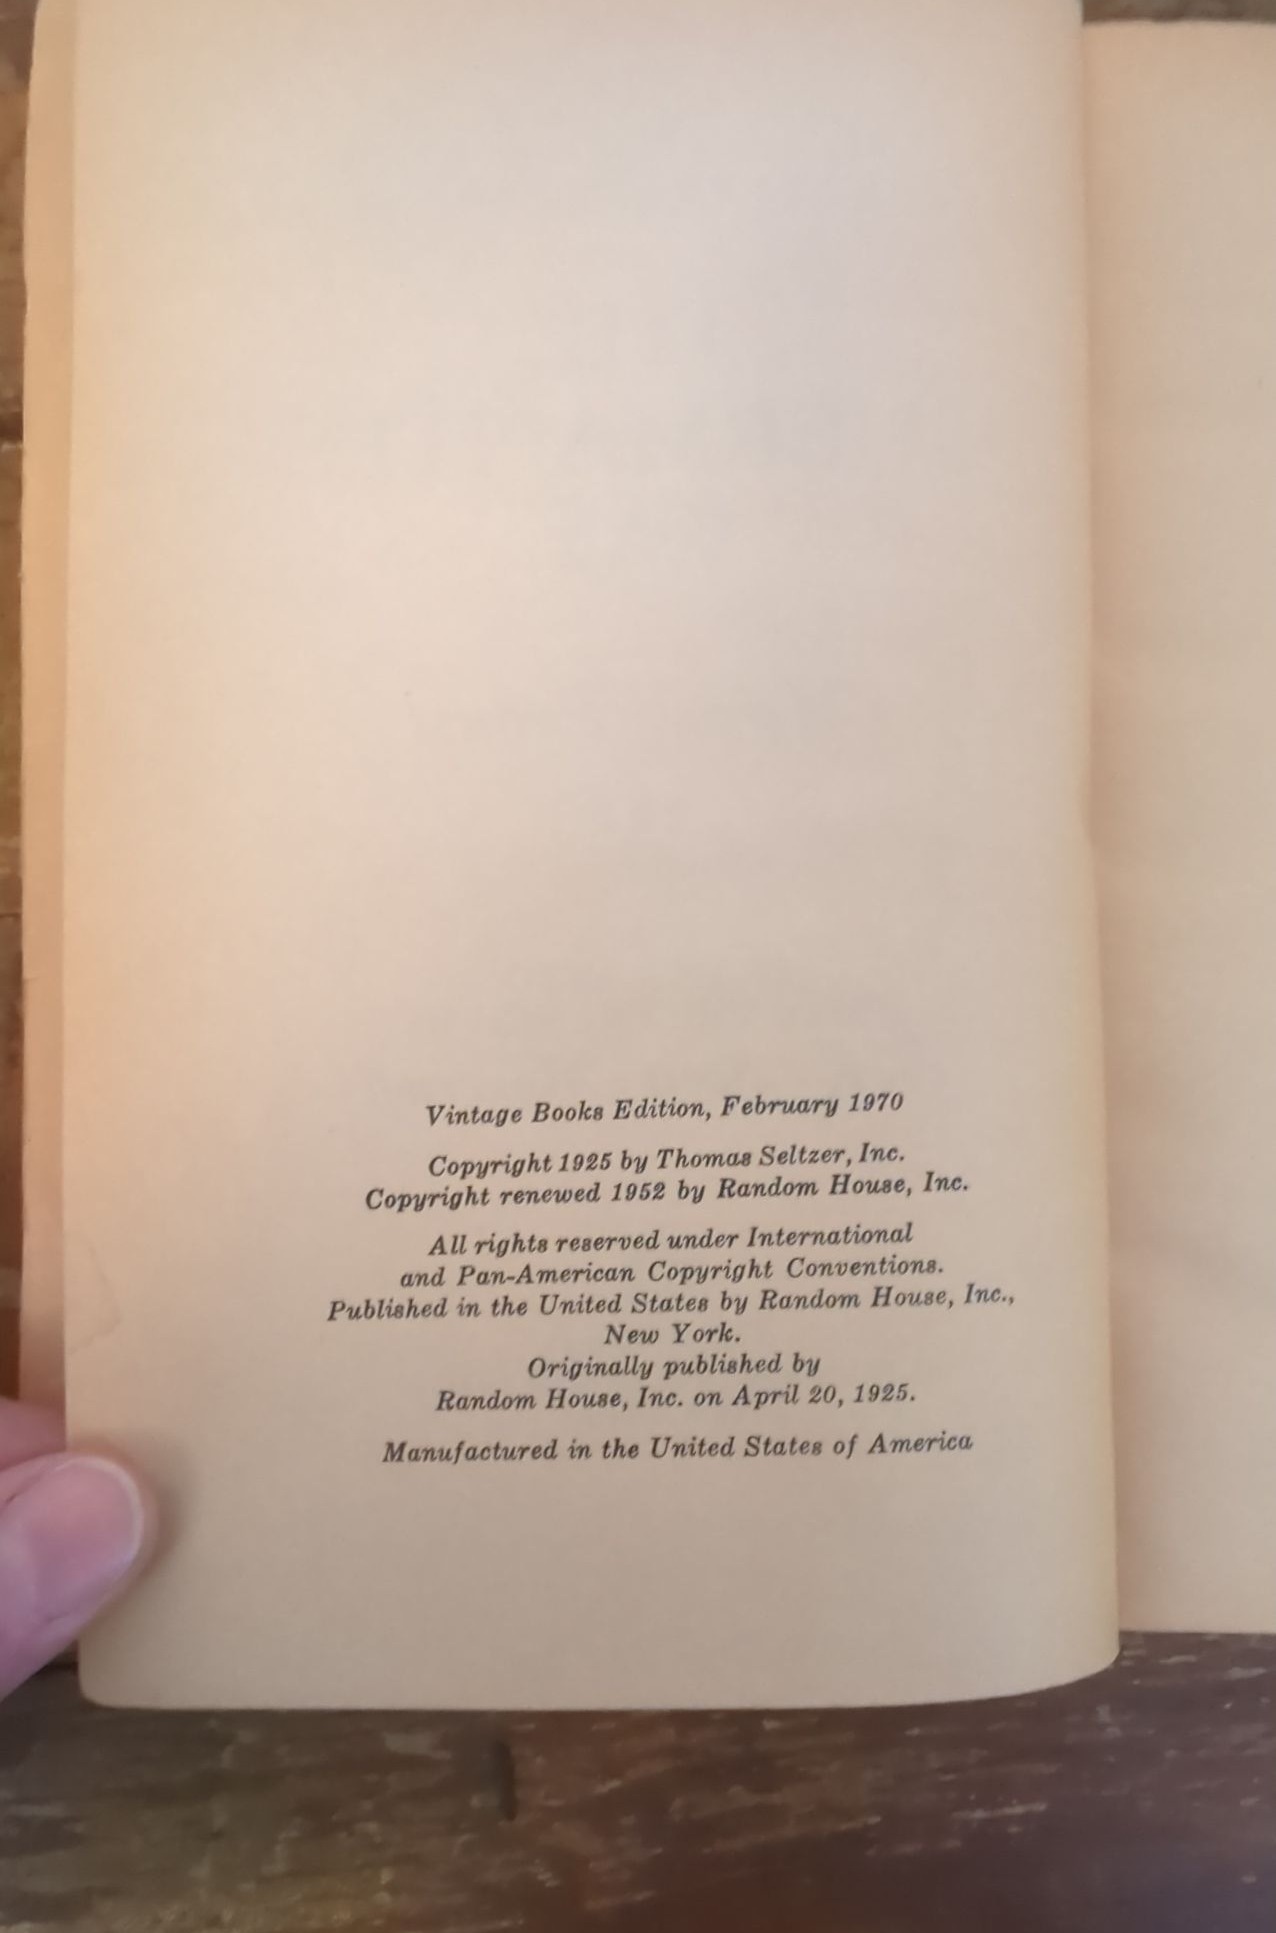 Vintage Books Edition, February 1970
Copyright 1925 by Thomas Seltzer, Inc.
Copyright renewed 1952 by Random House, Inc.
All rights reserved under International
and Pan-American Copyright Conventions.
Published in the United States by Random House, Inc.,
New York.
Originally published by
Random House, Inc. on April 20, 1925.
Manufactured in the United States of America